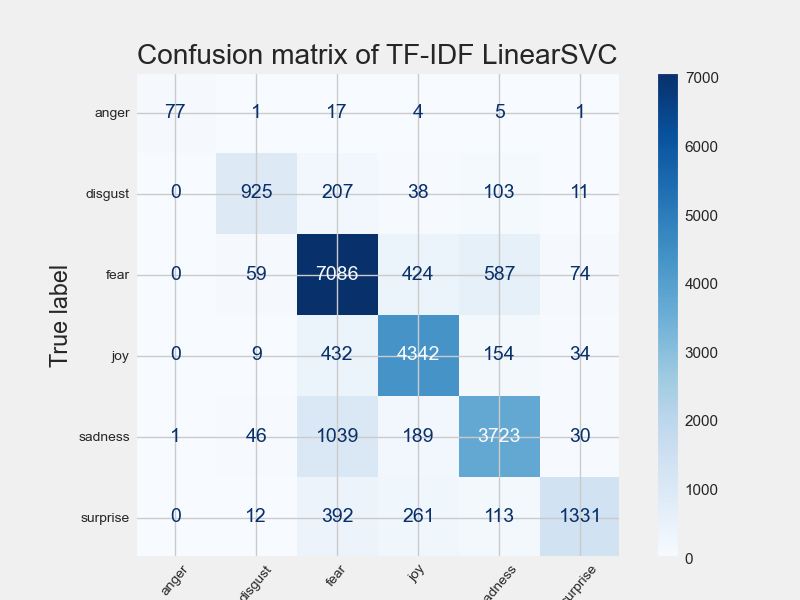 Confusion matrix of TF-IDF LinearSVC
True label
anger 77 1 17 4 5 1
disgust 0 925 207 38 103 11
fear 0 59 7086 424 587 74
joy 0 9 432 4342 154 34
sadness 1 46 1039 189 3723 30
surprise 0 12 392 261 113 1331
anger disgust fear joy adness urprise
7000
6000
5000
4000
3000
2000
1000
0